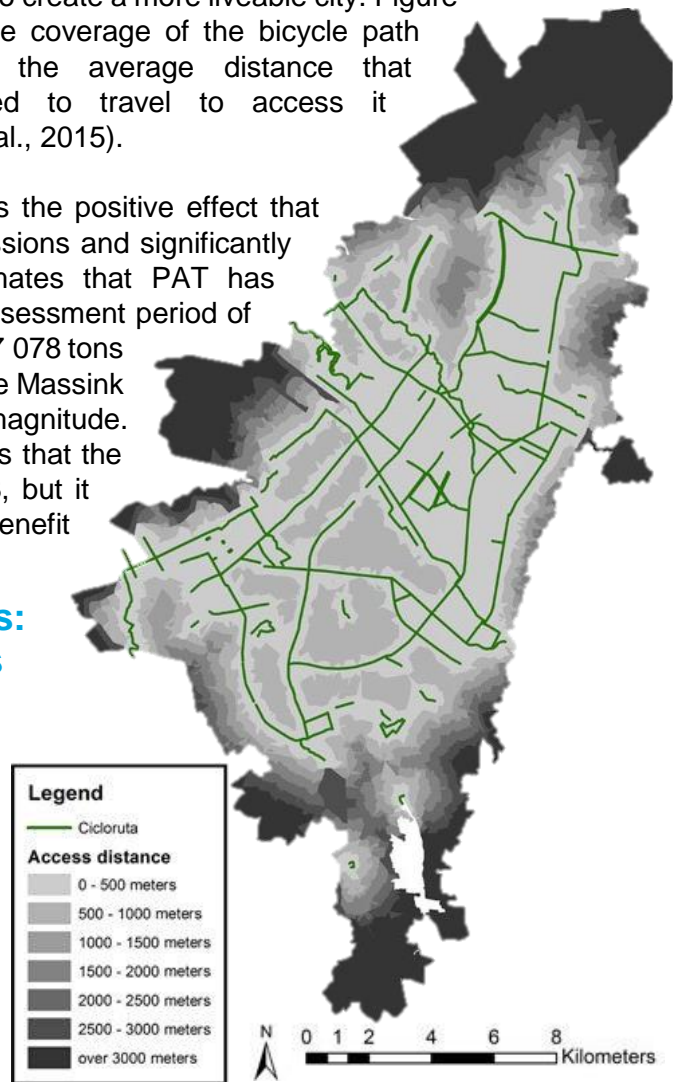 o create a more liveable city. Figure
e coverage of the bicycle path
the average distance that
ed to travel to access it
al., 2015).
s the positive effect that
ssions and significantly
nates that PAT has
sessment period of
7 078 tons
e Massink
magnitude.
s that the
s, but it
enefit
s:
s
Legend
Cicloruta
Access distance
0 - 500 meters
500 - 1000 meters
1000 - 1500 meters
1500 - 2000 meters
2000 - 2500 meters
2500 - 3000 meters
over 3000 meters
N
0 1 2 4 6 8
Kilometers